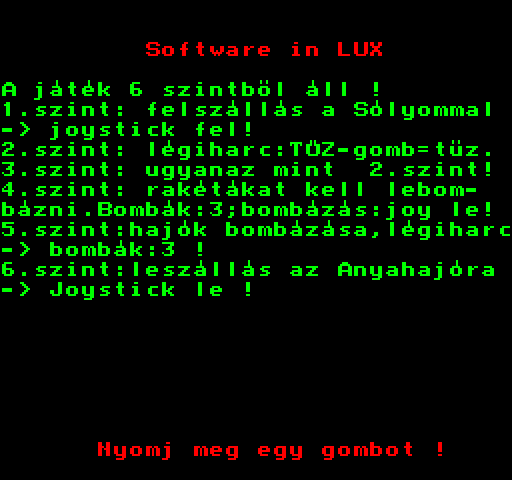 Software in LUX
A játék 6 szintből áll !
1.szint: felszállás a Sólyommal
-> joystick fel!
2.szint: légiharc:TŰZ-gomb=tüz.
3.szint: ugyanaz mint  2.szint!
4.szint: rakétákat kell lebom-
bázni.Bombák:3;bombázás:joy le!
5.szint:hajók bombázása,légiharc
-> bombák:3 !
6.szint:leszállás az Anyahajóra
-> Joystick le !
Nyomj meg egy gombot !